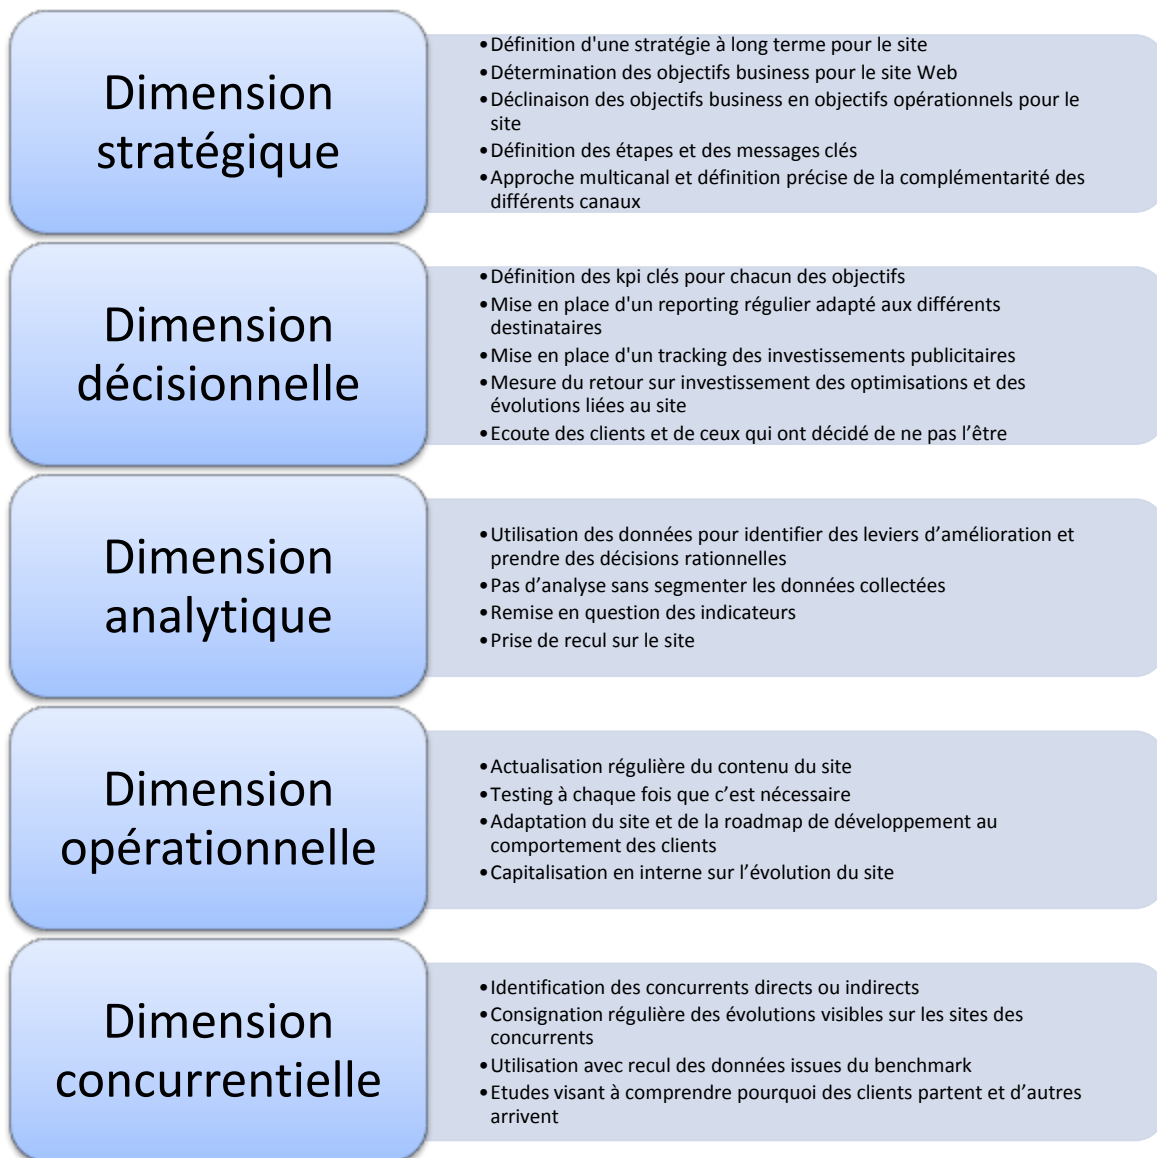 Dimension
stratégique
•Définition d'une stratégie à long terme pour le site
•Détermination des objectifs business pour le site Web
•Déclinaison des objectifs business en objectifs opérationnels pour le
site
•Définition des étapes et des messages clés
•Approche multicanal et définition précise de la complémentarité des
différents canaux
Dimension
décisionnelle
•Définition des kpi clés pour chacun des objectifs
•Mise en place d'un reporting régulier adapté aux différents
destinataires
•Mise en place d'un tracking des investissements publicitaires
•Mesure du retour sur investissement des optimisations et des
évolutions liées au site
•Ecoute des clients et de ceux qui ont décidé de ne pas l’être
Dimension
analytique
•Utilisation des données pour identifier des leviers d’amélioration et
prendre des décisions rationnelles
•Pas d’analyse sans segmenter les données collectées
•Remise en question des indicateurs
•Prise de recul sur le site
Dimension
opérationnelle
•Actualisation régulière du contenu du site
•Testing à chaque fois que c’est nécessaire
•Adaptation du site et de la roadmap de développement au
comportement des clients
•Capitalisation en interne sur l’évolution du site
Dimension
concurrentielle
•Identification des concurrents directs ou indirects
•Consignation régulière des évolutions visibles sur les sites des
concurrents
•Utilisation avec recul des données issues du benchmark
•Etudes visant à comprendre pourquoi des clients partent et d’autres
arrivent